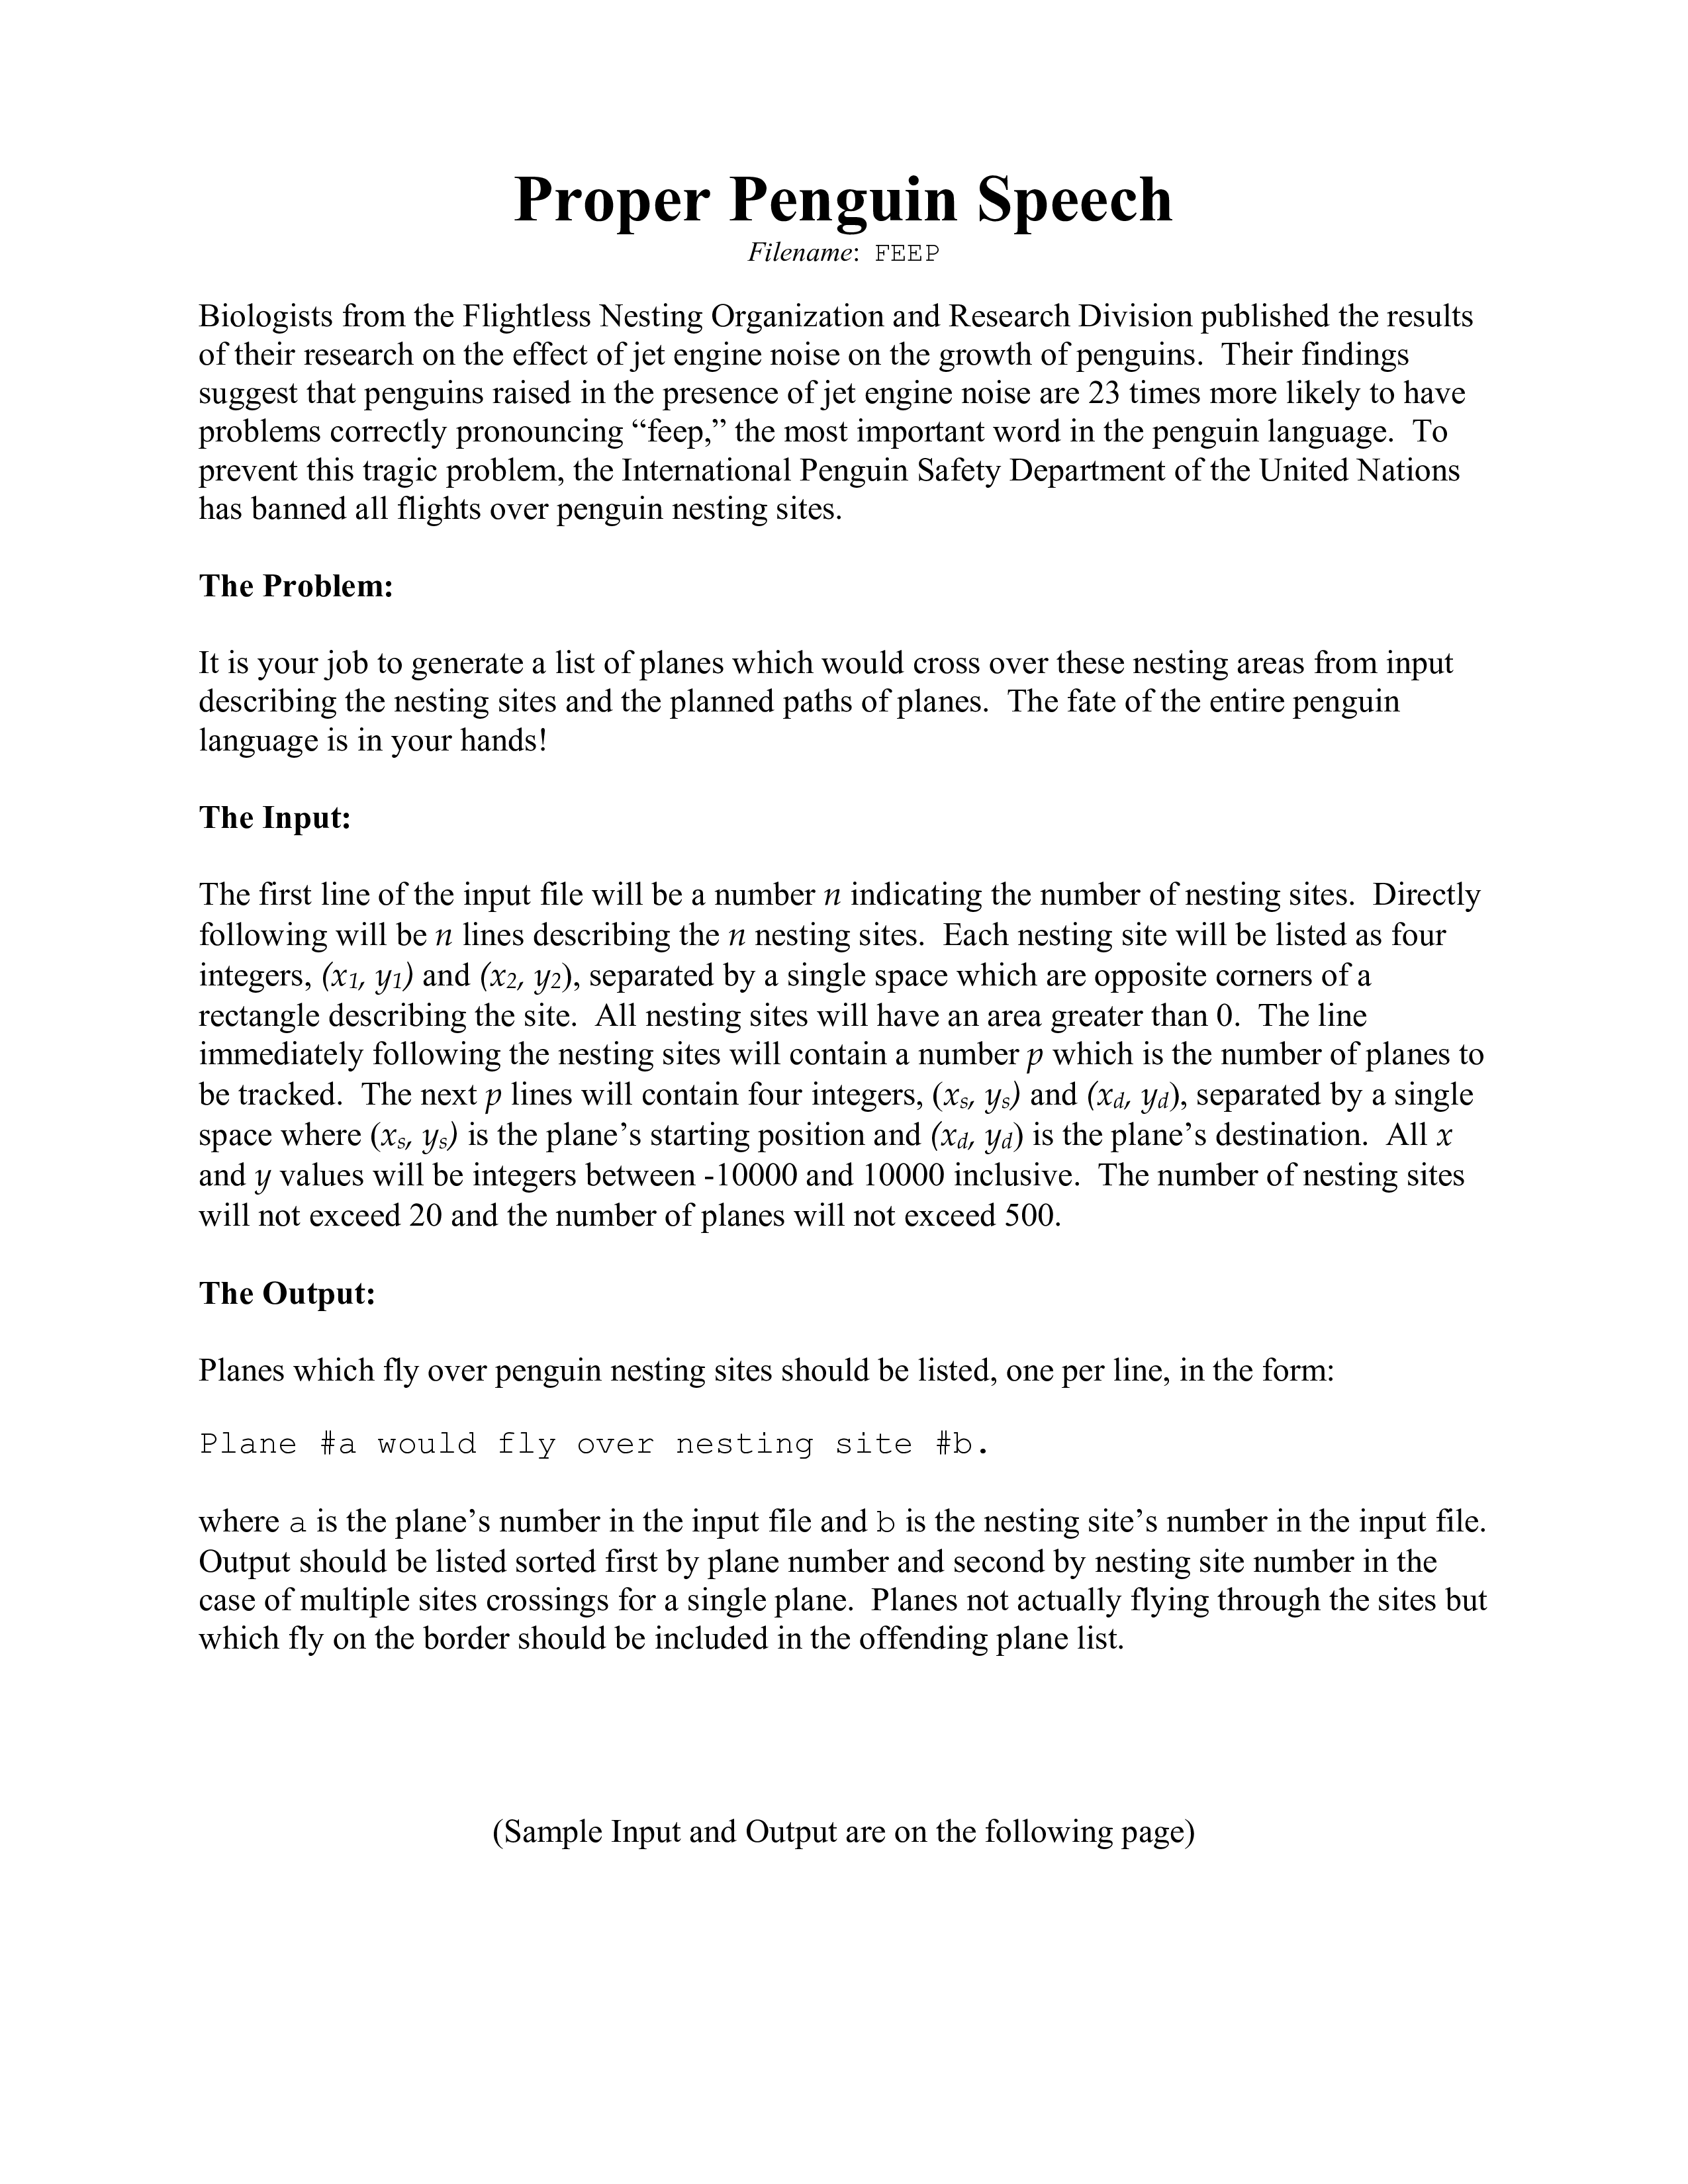 Proper Penguin Speech
Filename: FEEP
Biologists from the Flightless Nesting Organization and Research Division published the results
of their research on the effect of jet engine noise on the growth of penguins.  Their findings
suggest that penguins raised in the presence of jet engine noise are 23 times more likely to have
problems correctly pronouncing “feep,” the most important word in the penguin language.  To
prevent this tragic problem, the International Penguin Safety Department of the United Nations
has banned all flights over penguin nesting sites.
The Problem:
It is your job to generate a list of planes which would cross over these nesting areas from input
describing the nesting sites and the planned paths of planes.  The fate of the entire penguin
language is in your hands!
The Input:
The first line of the input file will be a number n indicating the number of nesting sites.  Directly
following will be n lines describing the n nesting sites.  Each nesting site will be listed as four
integers, (x1, y1) and (x2, y2), separated by a single space which are opposite corners of a
rectangle describing the site.  All nesting sites will have an area greater than 0.  The line
immediately following the nesting sites will contain a number p which is the number of planes to
be tracked.  The next p lines will contain four integers, (xs, ys) and (xd, yd), separated by a single
space where (xs, ys) is the plane’s starting position and (xd, yd) is the plane’s destination.  All x
and y values will be integers between -10000 and 10000 inclusive.  The number of nesting sites
will not exceed 20 and the number of planes will not exceed 500.
The Output:
Planes which fly over penguin nesting sites should be listed, one per line, in the form:
Plane #a would fly over nesting site #b.
where a is the plane’s number in the input file and b is the nesting site’s number in the input file.
Output should be listed sorted first by plane number and second by nesting site number in the
case of multiple sites crossings for a single plane.  Planes not actually flying through the sites but
which fly on the border should be included in the offending plane list.
(Sample Input and Output are on the following page)